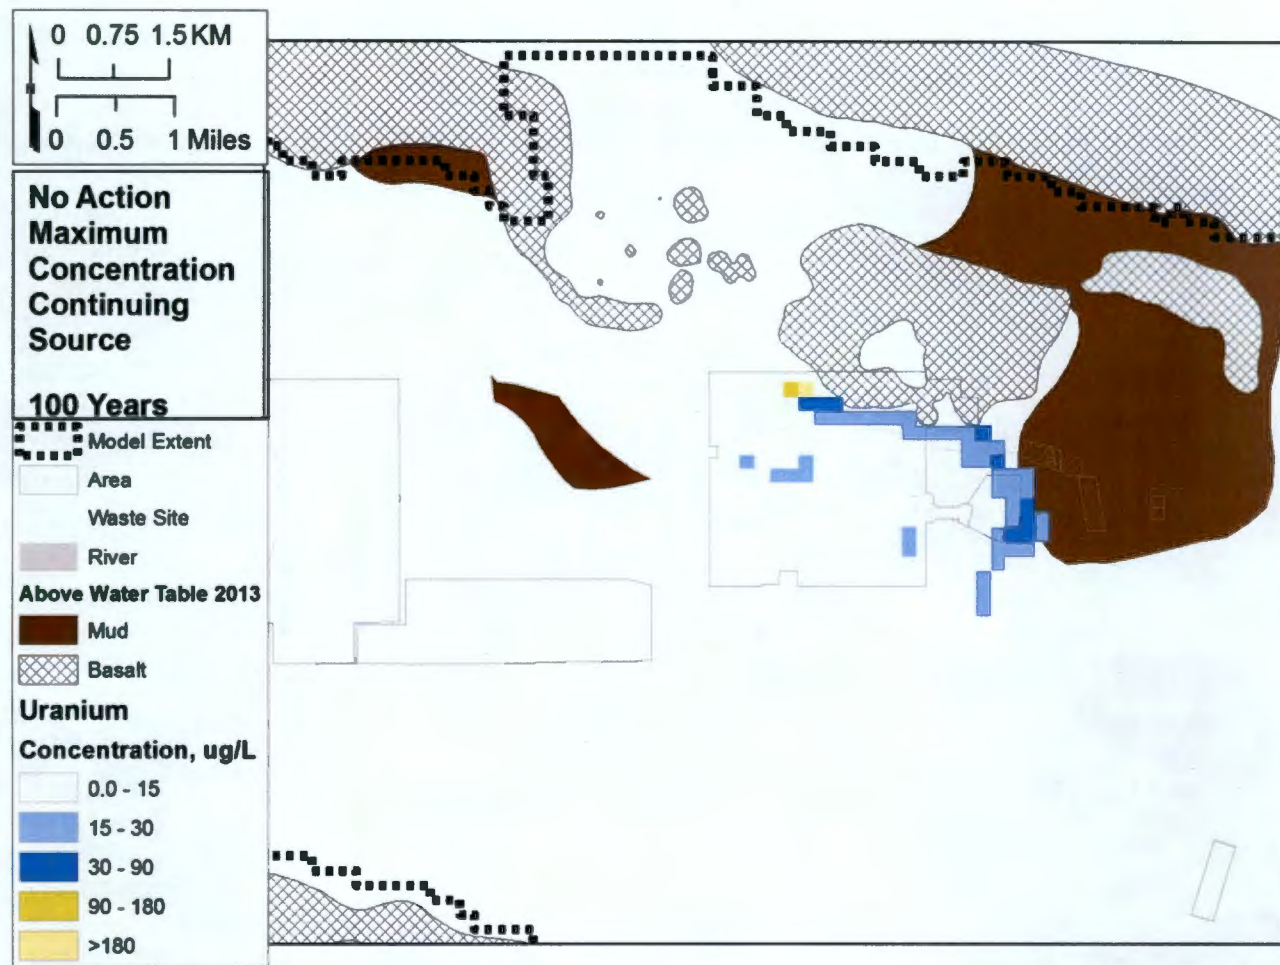 0 0.75 1.5 KM
0 0.5 1 Miles
No Action
Maximum
Concentration
Continuing
Source
100 Years
Model Extent
Area
Waste Site
River
Above Water Table 2013
Mud
Basalt
Uranium
Concentration, ug/L
0.0 - 15
15 - 30
30 - 90
90 - 180
>180